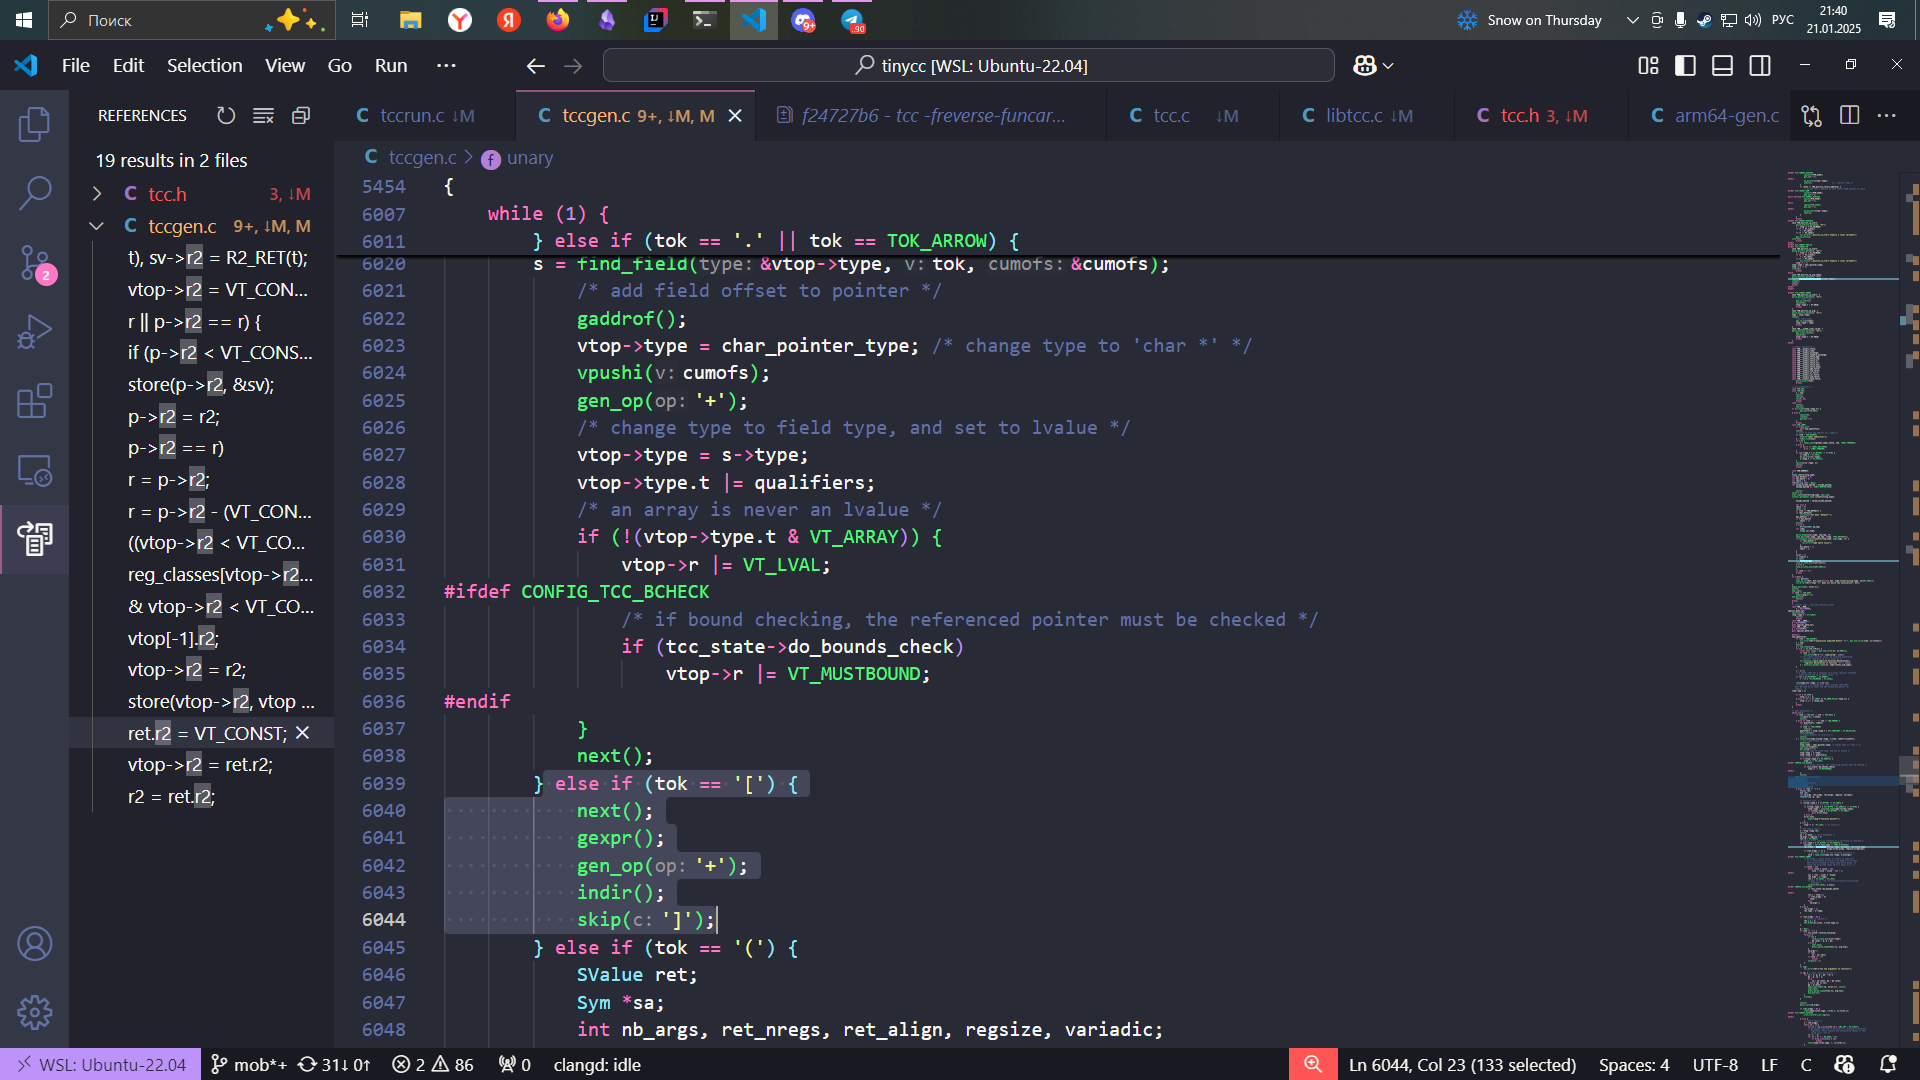 Поиск
Snow on Thursday
РУС
21:40
21.01.2025
9+
.90
File Edit Selection View Go Run ···
tinycc [WSL: Ubuntu-22.04]
REFERENCES
tccrun.c ↓M
tccgen.c 9+, ↓M, M
f24727b6 - tcc -freverse-funcar...
tcc.c ↓M
libtcc.c ↓M
tcc.h 3, ↓M
arm64-gen.c
19 results in 2 files
tcc.h 3, ↓M
tccgen.c 9+, ↓M, M
t), sv->r2 = R2_RET(t);
vtop->r2 = VT_CON...
r || p->r2 == r) {
if (p->r2 < VT_CONS...
store(p->r2, &sv);
p->r2 = r2;
p->r2 == r)
r = p->r2;
r = p->r2 - (VT_CON...
((vtop->r2 < VT_CO...
reg_classes[vtop->r2...
& vtop->r2 < VT_CO...
vtop[-1].r2;
vtop->r2 = r2;
store(vtop->r2, vtop ...
ret.r2 = VT_CONST;
vtop->r2 = ret.r2;
r2 = ret.r2;
2
tccgen.c > unary
5454 {
6007 while (1) {
6011 } else if (tok == '.' || tok == TOK_ARROW) {
6020 s = find_field(type: &vtop->type, v: tok, cumofs: &cumofs);
6021 /* add field offset to pointer */
6022 gaddrof();
6023 vtop->type = char_pointer_type; /* change type to 'char *' */
6024 vpushi(v: cumofs);
6025 gen_op(op: '+');
6026 /* change type to field type, and set to lvalue */
6027 vtop->type = s->type;
6028 vtop->type.t |= qualifiers;
6029 /* an array is never an lvalue */
6030 if (!(vtop->type.t & VT_ARRAY)) {
6031 vtop->r |= VT_LVAL;
6032 #ifdef CONFIG_TCC_BCHECK
6033 /* if bound checking, the referenced pointer must be checked */
6034 if (tcc_state->do_bounds_check)
6035 vtop->r |= VT_MUSTBOUND;
6036 #endif
6037 }
6038 next();
6039 } else if (tok == '[') {
6040 next();
6041 gexpr();
6042 gen_op(op: '+');
6043 indir();
6044 skip(c: ']');
6045 } else if (tok == '(') {
6046 SValue ret;
6047 Sym *sa;
6048 int nb_args, ret_nregs, ret_align, regsize, variadic;
WSL: Ubuntu-22.04 mob*+ 31↓ 0↑ 2 86 0 clangd: idle
Ln 6044, Col 23 (133 selected) Spaces: 4 UTF-8 LF C